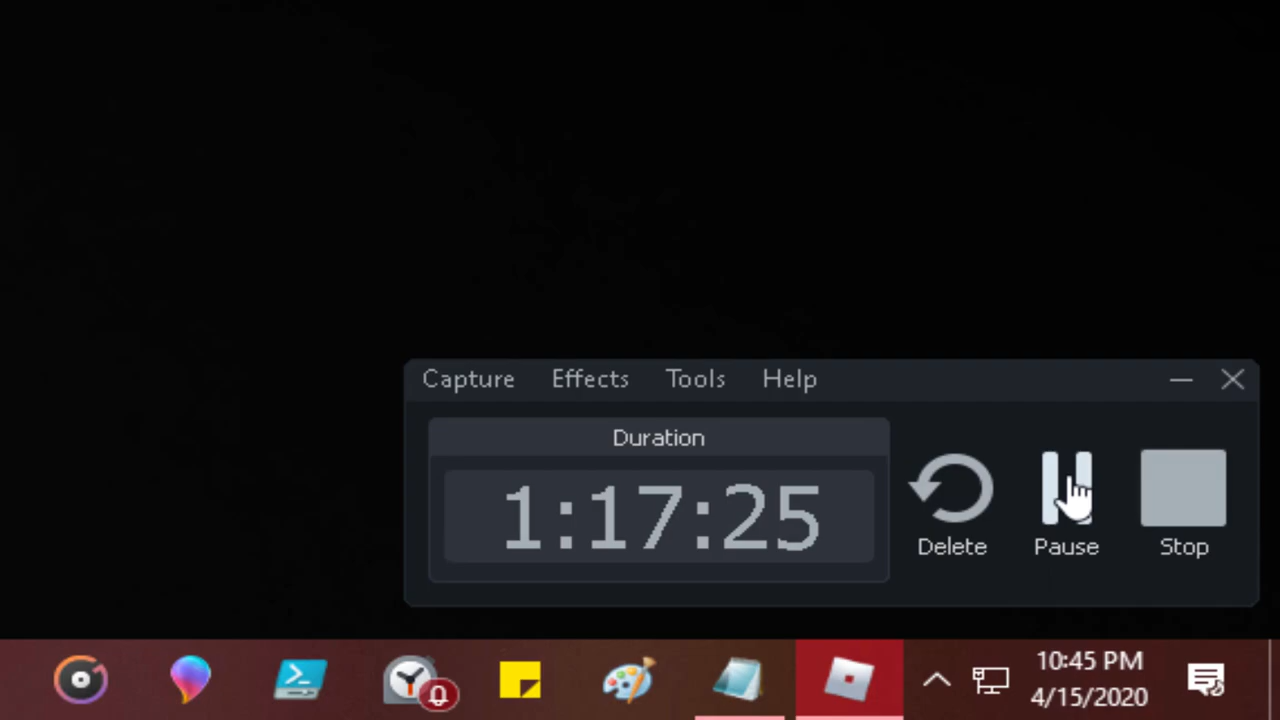 Capture Effects Tools Help
Duration
1:17:25
Delete Pause Stop
10:45 PM
4/15/2020